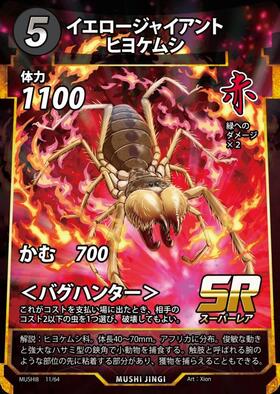 5
イエロージャイアント
ヒヨケムシ
体力
1100
赤
緑への
ダメージ
×2
かむ 700
＜バグハンター＞
これがコストを支払い場に出たとき、相手の
コスト2以下の虫を1つ選び、破壊してもよい。
SR
スーパーレア
解説：ヒヨケムシ科。体長40～70mm。アフリカに分布。俊敏な動き
と強大なハサミ型の鋏角で小動物を捕食する。触肢と呼ばれる腕の
ような部位の先に粘着する部分があり、獲物を捕らえることもできる。
MUSHI8 11/64
MUSHI JINGI
Art：Xion